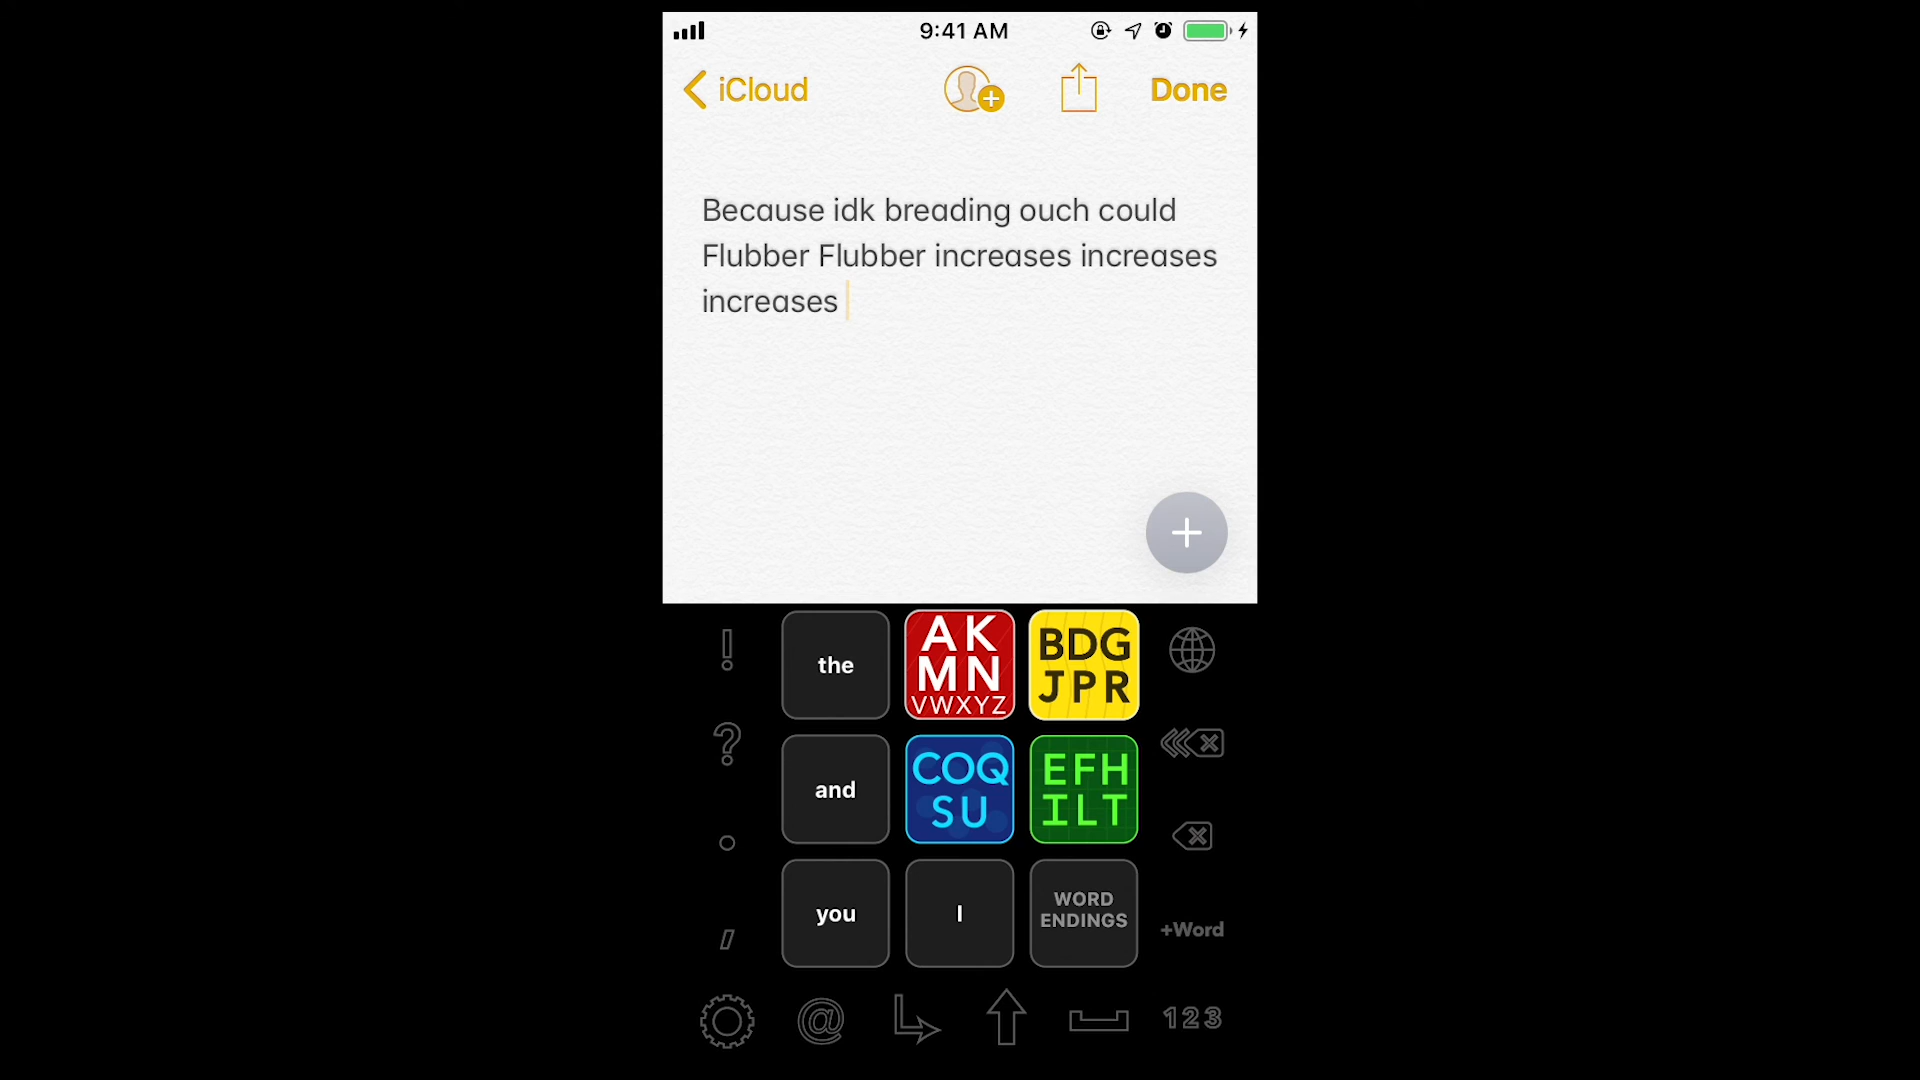 9:41 AM
iCloud
Done
Because idk breading ouch could
Flubber Flubber increases increases
increases
!
the
AK
MN
VWXYZ
BDG
JPR
?
and
COQ
SU
EFH
ILT
.
,
you
I
WORD
ENDINGS
+Word
@
123